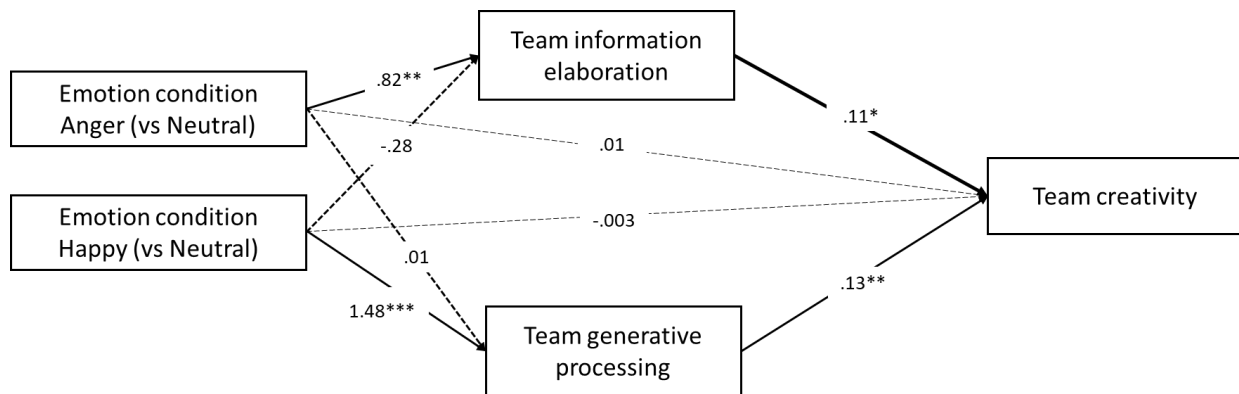 Team information
elaboration
.82**
Emotion condition
Anger (vs Neutral)
.11*
-.28
.01
Team creativity
Emotion condition
Happy (vs Neutral)
-.003
.01
.13**
1.48***
Team generative
processing